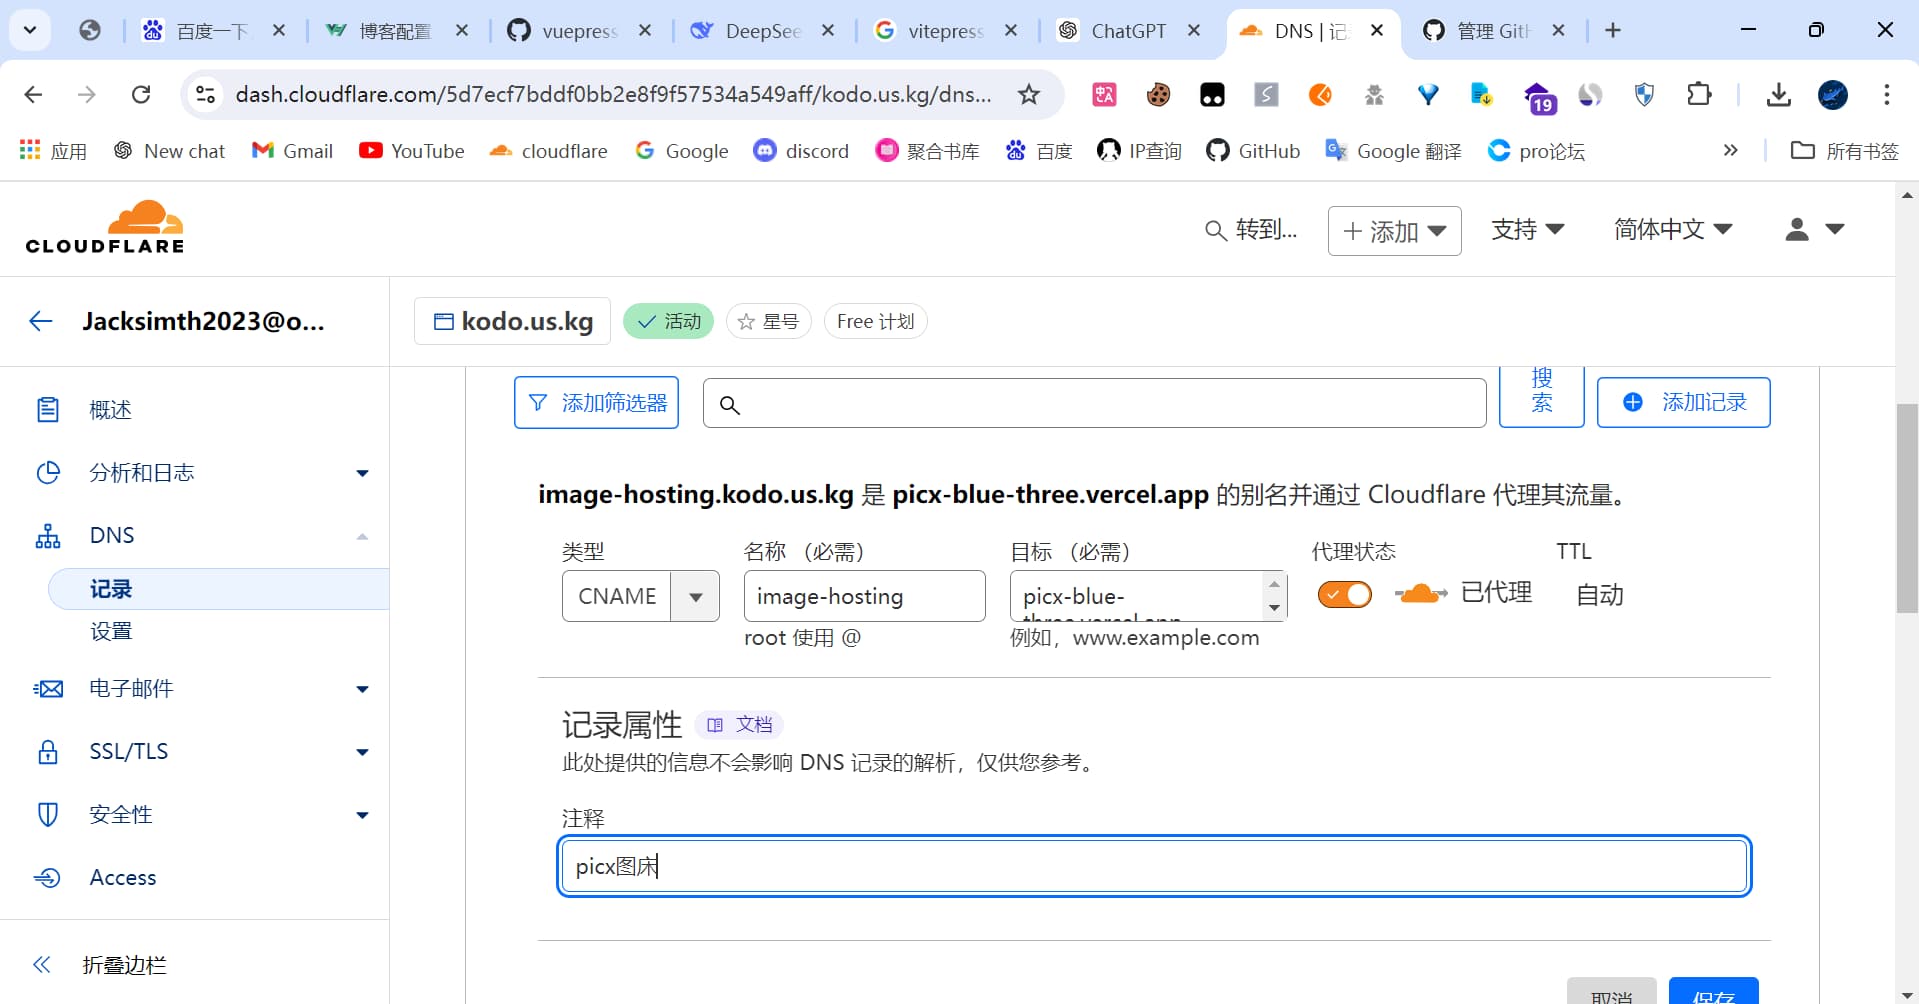 百度一下
博客配置
vuepress
DeepSee
vitepress
ChatGPT
DNS | 记
管理 GitH
dash.cloudflare.com/5d7ecf7bddf0bb2e8f9f57534a549aff/kodo.us.kg/dns...
19
应用
New chat
Gmail
YouTube
cloudflare
Google
discord
聚合书库
百度
IP查询
GitHub
Google 翻译
pro论坛
所有书签
CLOUDFLARE
转到...
添加
支持
简体中文
Jacksimth2023@o...
kodo.us.kg
活动
星号
Free 计划
概述
分析和日志
DNS
记录
设置
电子邮件
SSL/TLS
安全性
Access
折叠边栏
添加筛选器
搜
索
添加记录
image-hosting.kodo.us.kg 是 picx-blue-three.vercel.app 的别名并通过 Cloudflare 代理其流量。
类型
名称 （必需）
目标 （必需）
代理状态
TTL
CNAME
image-hosting
picx-blue-
three.vercel.app
已代理
自动
root 使用 @
例如，www.example.com
记录属性
文档
此处提供的信息不会影响 DNS 记录的解析，仅供您参考。
注释
picx图床
取消
保存